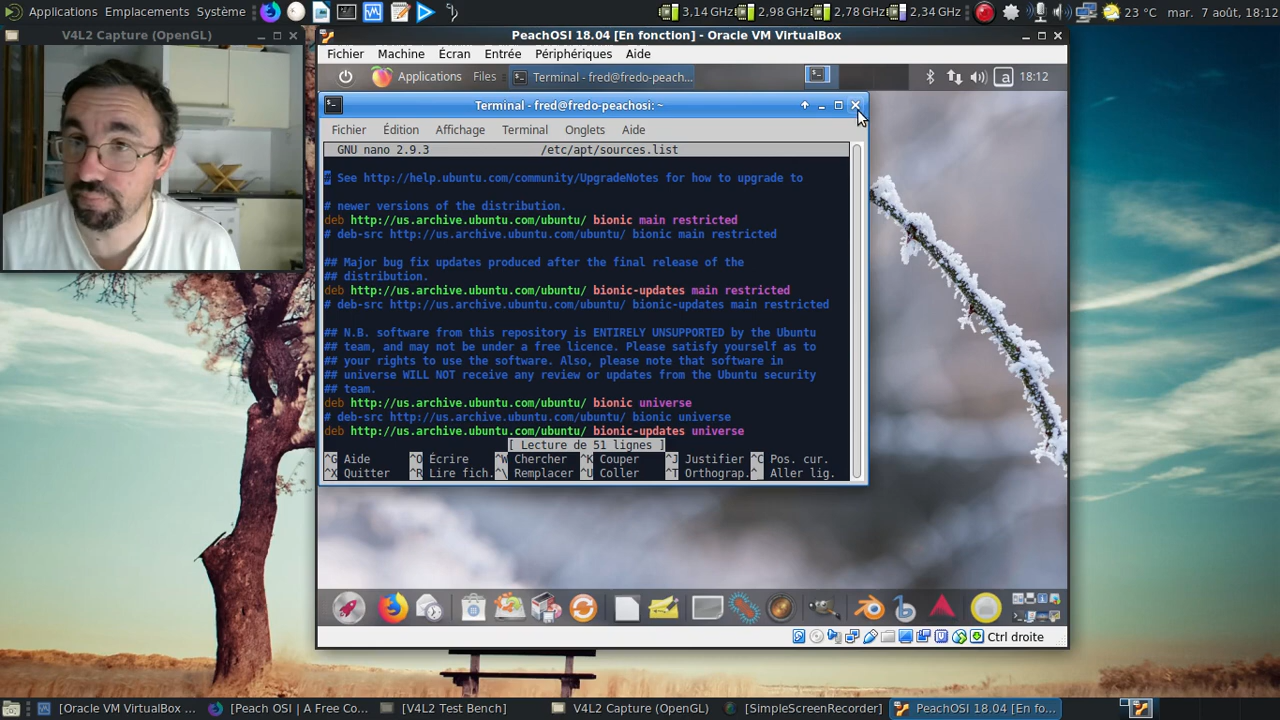 Applications Emplacements Système
3,14 GHz 2,98 GHz 2,78 GHz 2,34 GHz 23 °C mar. 7 août, 18:12
V4L2 Capture (OpenGL)
PeachOSI 18.04 [En fonction] - Oracle VM VirtualBox
Fichier Machine Écran Entrée Périphériques Aide
Applications Files Terminal - fred@fredo-peach... a 18:12
Terminal - fred@fredo-peachosi: ~
Fichier Édition Affichage Terminal Onglets Aide
GNU nano 2.9.3 /etc/apt/sources.list
# See http://help.ubuntu.com/community/UpgradeNotes for how to upgrade to
# newer versions of the distribution.
deb http://us.archive.ubuntu.com/ubuntu/ bionic main restricted
# deb-src http://us.archive.ubuntu.com/ubuntu/ bionic main restricted
## Major bug fix updates produced after the final release of the
## distribution.
deb http://us.archive.ubuntu.com/ubuntu/ bionic-updates main restricted
# deb-src http://us.archive.ubuntu.com/ubuntu/ bionic-updates main restricted
## N.B. software from this repository is ENTIRELY UNSUPPORTED by the Ubuntu
## team, and may not be under a free licence. Please satisfy yourself as to
## your rights to use the software. Also, please note that software in
## universe WILL NOT receive any review or updates from the Ubuntu security
## team.
deb http://us.archive.ubuntu.com/ubuntu/ bionic universe
# deb-src http://us.archive.ubuntu.com/ubuntu/ bionic universe
deb http://us.archive.ubuntu.com/ubuntu/ bionic-updates universe
[ Lecture de 51 lignes ]
^G Aide ^O Écrire ^W Chercher ^K Couper ^J Justifier ^C Pos. cur.
^X Quitter ^R Lire fich. ^\ Remplacer ^U Coller ^T Orthograp. ^_ Aller lig.
Ctrl droite
[Oracle VM VirtualBox ... [Peach OSI | A Free Co... [V4L2 Test Bench] V4L2 Capture (OpenGL) [SimpleScreenRecorder] PeachOSI 18.04 [En fo...